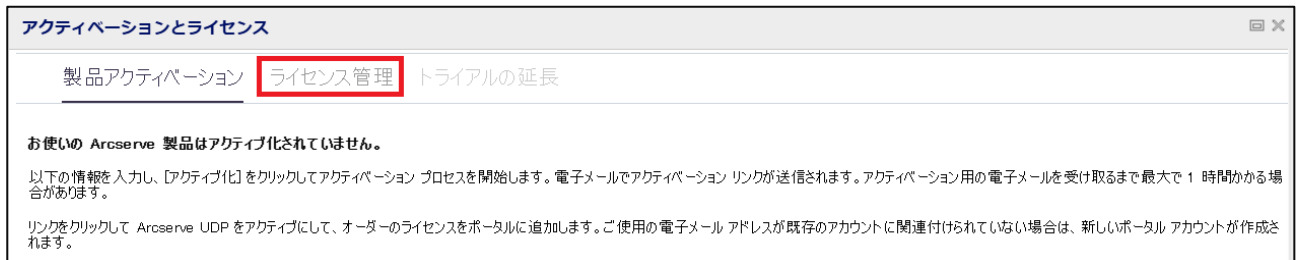 アクティベーションとライセンス
製品アクティベーション ライセンス管理 トライアルの延長
お使いの Arcserve 製品はアクティブ化されていません。
以下の情報を入力し、[アクティブ化] をクリックしてアクティベーション プロセスを開始します。電子メールでアクティベーション リンクが送信されます。アクティベーション用の電子メールを受け取るまで最大で 1 時間かかる場
合があります。
リンクをクリックして Arcserve UDP をアクティブにして、オーダーのライセンスをポータルに追加します。ご使用の電子メール アドレスが既存のアカウントに関連付けられていない場合は、新しいポータル アカウントが作成さ
れます。